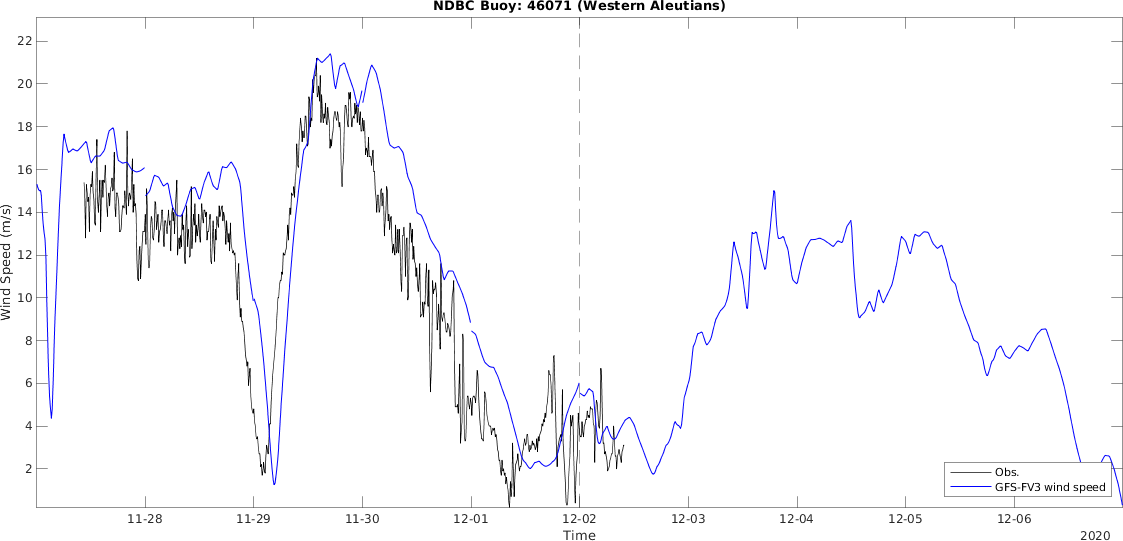 NDBC Buoy: 46071 (Western Aleutians)
Wind Speed (m/s)
22
20
18
16
14
12
10
8
6
4
2
11-28 11-29 11-30 12-01 12-02 12-03 12-04 12-05 12-06
Time
2020
Obs.
GFS-FV3 wind speed